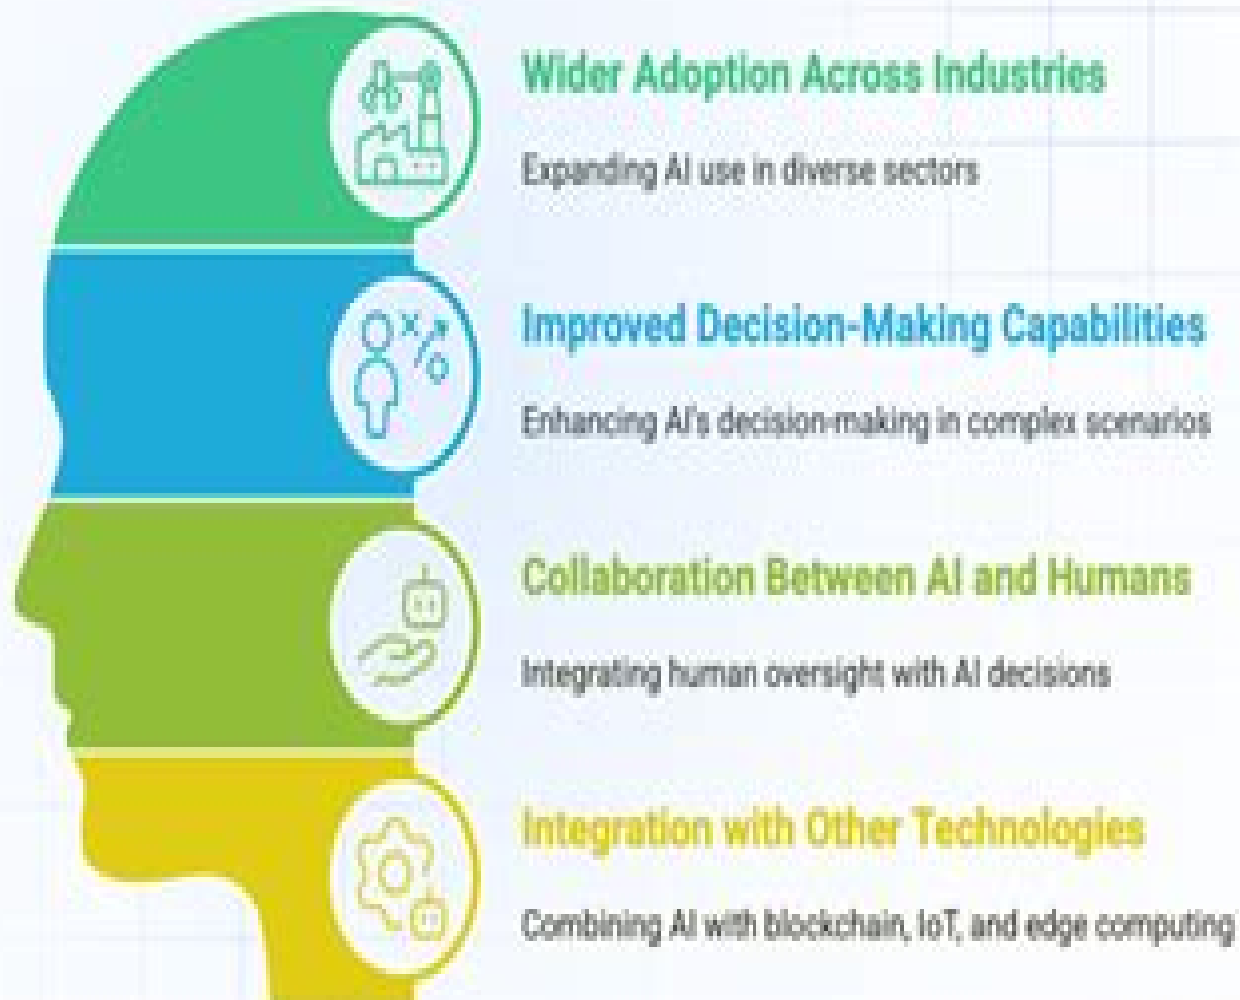 Wider Adoption Across Industries
Expanding AI use in diverse sectors
Improved Decision-Making Capabilities
Enhancing AI's decision-making in complex scenarios
Collaboration Between AI and Humans
Integrating human oversight with AI decisions
Integration with Other Technologies
Combining AI with blockchain, IoT, and edge computing